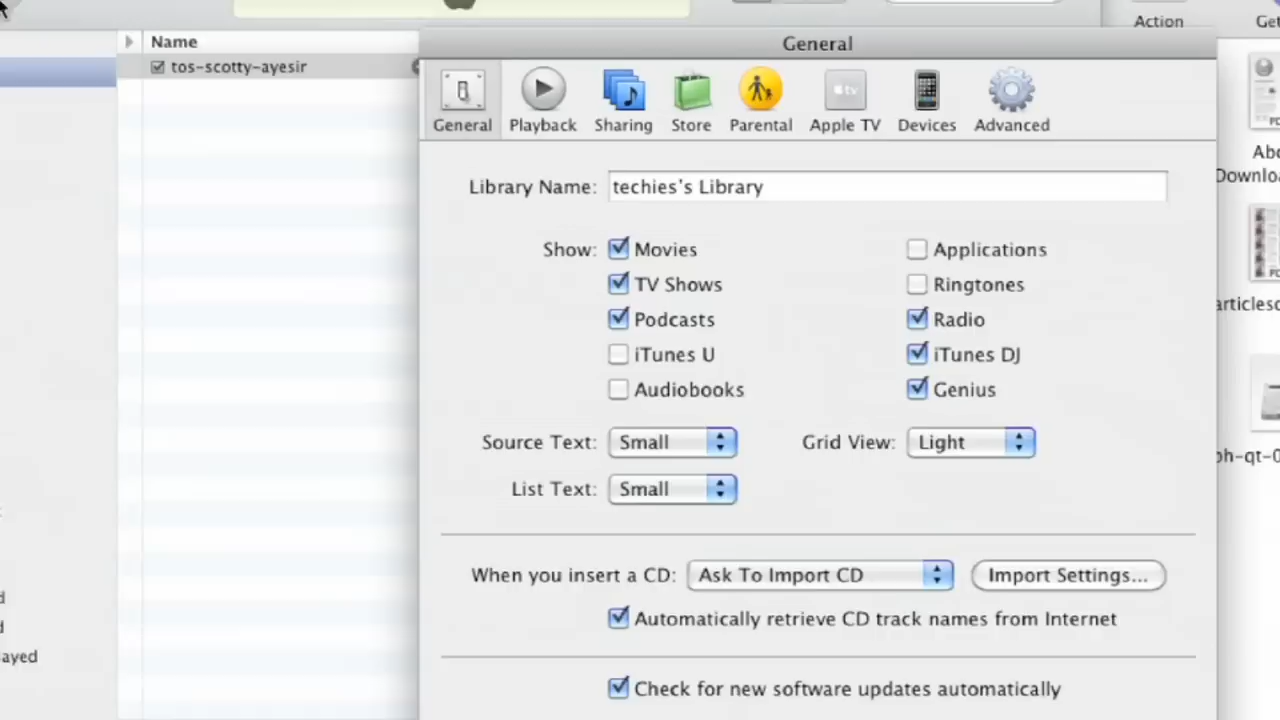 Action
Name
tos-scotty-ayesir
General
General Playback Sharing Store Parental Apple TV Devices Advanced
Library Name: techies's Library
Show:
Movies
Applications
TV Shows
Ringtones
Podcasts
Radio
iTunes U
iTunes DJ
Audiobooks
Genius
Source Text: Small
Grid View: Light
List Text: Small
When you insert a CD: Ask To Import CD Import Settings...
Automatically retrieve CD track names from Internet
Check for new software updates automatically